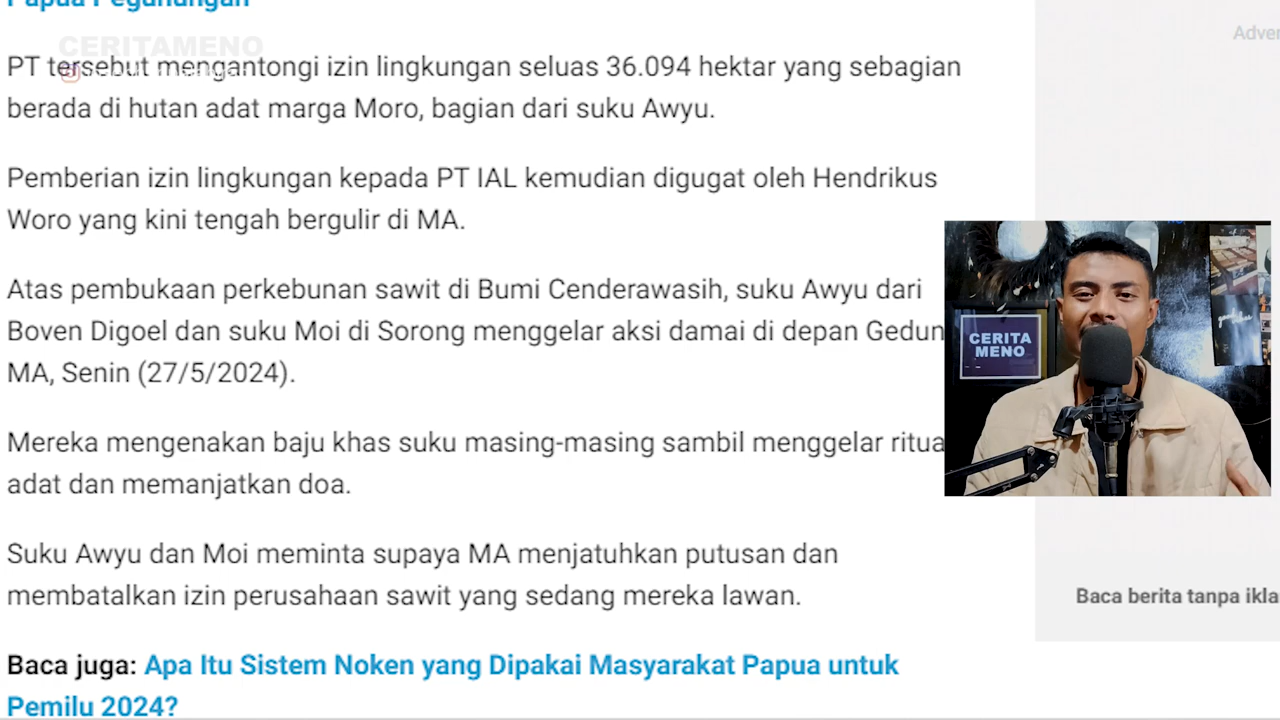 Papua Pegunungan
CERITAMENO
PT tersebut mengantongi izin lingkungan seluas 36.094 hektar yang sebagian
berada di hutan adat marga Moro, bagian dari suku Awyu.
Pemberian izin lingkungan kepada PT IAL kemudian digugat oleh Hendrikus
Woro yang kini tengah bergulir di MA.
Atas pembukaan perkebunan sawit di Bumi Cenderawasih, suku Awyu dari
Boven Digoel dan suku Moi di Sorong menggelar aksi damai di depan Gedun
MA, Senin (27/5/2024).
Mereka mengenakan baju khas suku masing-masing sambil menggelar ritua
adat dan memanjatkan doa.
Suku Awyu dan Moi meminta supaya MA menjatuhkan putusan dan
membatalkan izin perusahaan sawit yang sedang mereka lawan.
Baca juga: Apa Itu Sistem Noken yang Dipakai Masyarakat Papua untuk
Pemilu 2024?
Adver
CERITA
MENO
Baca berita tanpa ikla